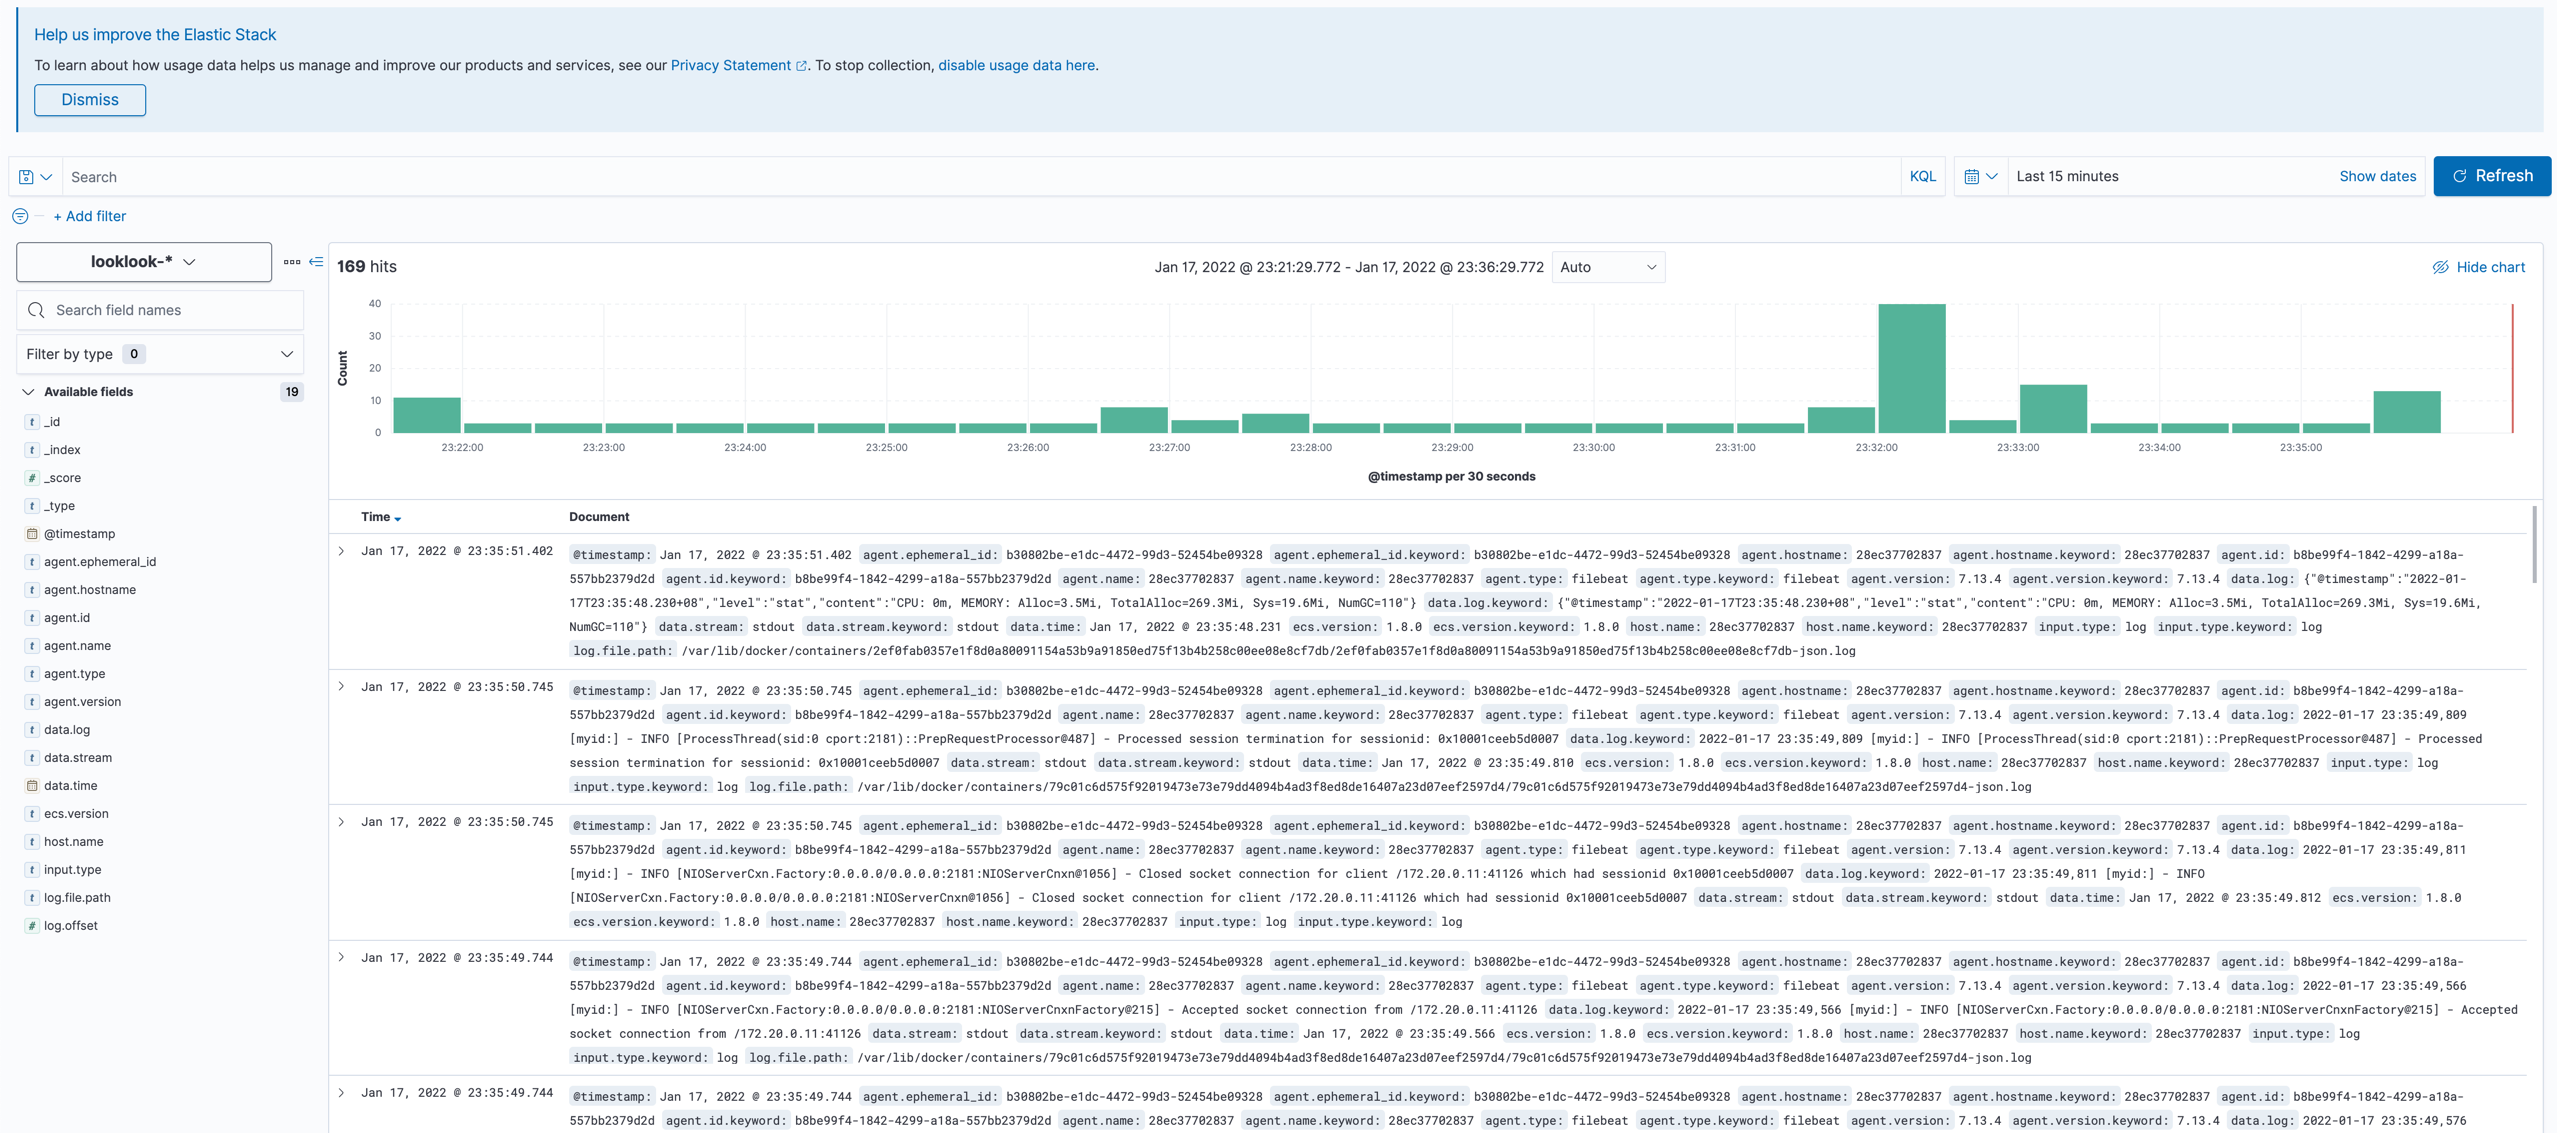 Help us improve the Elastic Stack
To learn about how usage data helps us manage and improve our products and services, see our Privacy Statement. To stop collection, disable usage data here.
Dismiss
Search
KQL
Last 15 minutes
Show dates
Refresh
+ Add filter
looklook-*
Search field names
Filter by type 0
Available fields 19
t _id
t _index
# _score
t _type
@timestamp
t agent.ephemeral_id
t agent.hostname
t agent.id
t agent.name
t agent.type
t agent.version
t data.log
t data.stream
data.time
t ecs.version
t host.name
t input.type
t log.file.path
# log.offset
169 hits
Jan 17, 2022 @ 23:21:29.772 - Jan 17, 2022 @ 23:36:29.772
Auto
Hide chart
Count
40
30
20
10
0
23:22:00 23:23:00 23:24:00 23:25:00 23:26:00 23:27:00 23:28:00 23:29:00 23:30:00 23:31:00 23:32:00 23:33:00 23:34:00 23:35:00
@timestamp per 30 seconds
Time Document
Jan 17, 2022 @ 23:35:51.402
@timestamp: Jan 17, 2022 @ 23:35:51.402 agent.ephemeral_id: b30802be-e1dc-4472-99d3-52454be09328 agent.ephemeral_id.keyword: b30802be-e1dc-4472-99d3-52454be09328 agent.hostname: 28ec37702837 agent.hostname.keyword: 28ec37702837 agent.id: b8be99f4-1842-4299-a18a-
557bb2379d2d agent.id.keyword: b8be99f4-1842-4299-a18a-557bb2379d2d agent.name: 28ec37702837 agent.name.keyword: 28ec37702837 agent.type: filebeat agent.type.keyword: filebeat agent.version: 7.13.4 agent.version.keyword: 7.13.4 data.log: {"@timestamp":"2022-01-
17T23:35:48.230+08","level":"stat","content":"CPU: 0m, MEMORY: Alloc=3.5Mi, TotalAlloc=269.3Mi, Sys=19.6Mi, NumGC=110"} data.log.keyword: {"@timestamp":"2022-01-17T23:35:48.230+08","level":"stat","content":"CPU: 0m, MEMORY: Alloc=3.5Mi, TotalAlloc=269.3Mi, Sys=19.6Mi,
NumGC=110"} data.stream: stdout data.stream.keyword: stdout data.time: Jan 17, 2022 @ 23:35:48.231 ecs.version: 1.8.0 ecs.version.keyword: 1.8.0 host.name: 28ec37702837 host.name.keyword: 28ec37702837 input.type: log input.type.keyword: log
log.file.path: /var/lib/docker/containers/2ef0fab0357e1f8d0a80091154a53b9a91850ed75f13b4b258c00ee08e8cf7db/2ef0fab0357e1f8d0a80091154a53b9a91850ed75f13b4b258c00ee08e8cf7db-json.log
Jan 17, 2022 @ 23:35:50.745
@timestamp: Jan 17, 2022 @ 23:35:50.745 agent.ephemeral_id: b30802be-e1dc-4472-99d3-52454be09328 agent.ephemeral_id.keyword: b30802be-e1dc-4472-99d3-52454be09328 agent.hostname: 28ec37702837 agent.hostname.keyword: 28ec37702837 agent.id: b8be99f4-1842-4299-a18a-
557bb2379d2d agent.id.keyword: b8be99f4-1842-4299-a18a-557bb2379d2d agent.name: 28ec37702837 agent.name.keyword: 28ec37702837 agent.type: filebeat agent.type.keyword: filebeat agent.version: 7.13.4 agent.version.keyword: 7.13.4 data.log: 2022-01-17 23:35:49,809
[myid:] - INFO [ProcessThread(sid:0 cport:2181)::PrepRequestProcessor@487] - Processed session termination for sessionid: 0x10001ceeb5d0007 data.log.keyword: 2022-01-17 23:35:49,809 [myid:] - INFO [ProcessThread(sid:0 cport:2181)::PrepRequestProcessor@487] - Processed
session termination for sessionid: 0x10001ceeb5d0007 data.stream: stdout data.stream.keyword: stdout data.time: Jan 17, 2022 @ 23:35:49.810 ecs.version: 1.8.0 ecs.version.keyword: 1.8.0 host.name: 28ec37702837 host.name.keyword: 28ec37702837 input.type: log
input.type.keyword: log log.file.path: /var/lib/docker/containers/79c01c6d575f92019473e73e79dd4094b4ad3f8ed8de16407a23d07eef2597d4/79c01c6d575f92019473e73e79dd4094b4ad3f8ed8de16407a23d07eef2597d4-json.log
Jan 17, 2022 @ 23:35:50.745
@timestamp: Jan 17, 2022 @ 23:35:50.745 agent.ephemeral_id: b30802be-e1dc-4472-99d3-52454be09328 agent.ephemeral_id.keyword: b30802be-e1dc-4472-99d3-52454be09328 agent.hostname: 28ec37702837 agent.hostname.keyword: 28ec37702837 agent.id: b8be99f4-1842-4299-a18a-
557bb2379d2d agent.id.keyword: b8be99f4-1842-4299-a18a-557bb2379d2d agent.name: 28ec37702837 agent.name.keyword: 28ec37702837 agent.type: filebeat agent.type.keyword: filebeat agent.version: 7.13.4 agent.version.keyword: 7.13.4 data.log: 2022-01-17 23:35:49,811
[myid:] - INFO [NIOServerCxn.Factory:0.0.0.0/0.0.0.0:2181:NIOServerCnxn@1056] - Closed socket connection for client /172.20.0.11:41126 which had sessionid 0x10001ceeb5d0007 data.log.keyword: 2022-01-17 23:35:49,811 [myid:] - INFO
[NIOServerCxn.Factory:0.0.0.0/0.0.0.0:2181:NIOServerCnxn@1056] - Closed socket connection for client /172.20.0.11:41126 which had sessionid 0x10001ceeb5d0007 data.stream: stdout data.stream.keyword: stdout data.time: Jan 17, 2022 @ 23:35:49.812 ecs.version: 1.8.0
ecs.version.keyword: 1.8.0 host.name: 28ec37702837 host.name.keyword: 28ec37702837 input.type: log input.type.keyword: log
Jan 17, 2022 @ 23:35:49.744
@timestamp: Jan 17, 2022 @ 23:35:49.744 agent.ephemeral_id: b30802be-e1dc-4472-99d3-52454be09328 agent.ephemeral_id.keyword: b30802be-e1dc-4472-99d3-52454be09328 agent.hostname: 28ec37702837 agent.hostname.keyword: 28ec37702837 agent.id: b8be99f4-1842-4299-a18a-
557bb2379d2d agent.id.keyword: b8be99f4-1842-4299-a18a-557bb2379d2d agent.name: 28ec37702837 agent.name.keyword: 28ec37702837 agent.type: filebeat agent.type.keyword: filebeat agent.version: 7.13.4 agent.version.keyword: 7.13.4 data.log: 2022-01-17 23:35:49,566
[myid:] - INFO [NIOServerCxn.Factory:0.0.0.0/0.0.0.0:2181:NIOServerCnxnFactory@215] - Accepted socket connection from /172.20.0.11:41126 data.log.keyword: 2022-01-17 23:35:49,566 [myid:] - INFO [NIOServerCxn.Factory:0.0.0.0/0.0.0.0:2181:NIOServerCnxnFactory@215] - Accepted
socket connection from /172.20.0.11:41126 data.stream: stdout data.stream.keyword: stdout data.time: Jan 17, 2022 @ 23:35:49.566 ecs.version: 1.8.0 ecs.version.keyword: 1.8.0 host.name: 28ec37702837 host.name.keyword: 28ec37702837 input.type: log
input.type.keyword: log log.file.path: /var/lib/docker/containers/79c01c6d575f92019473e73e79dd4094b4ad3f8ed8de16407a23d07eef2597d4/79c01c6d575f92019473e73e79dd4094b4ad3f8ed8de16407a23d07eef2597d4-json.log
Jan 17, 2022 @ 23:35:49.744
@timestamp: Jan 17, 2022 @ 23:35:49.744 agent.ephemeral_id: b30802be-e1dc-4472-99d3-52454be09328 agent.ephemeral_id.keyword: b30802be-e1dc-4472-99d3-52454be09328 agent.hostname: 28ec37702837 agent.hostname.keyword: 28ec37702837 agent.id: b8be99f4-1842-4299-a18a-
557bb2379d2d agent.id.keyword: b8be99f4-1842-4299-a18a-557bb2379d2d agent.name: 28ec37702837 agent.name.keyword: 28ec37702837 agent.type: filebeat agent.type.keyword: filebeat agent.version: 7.13.4 agent.version.keyword: 7.13.4 data.log: 2022-01-17 23:35:49,576